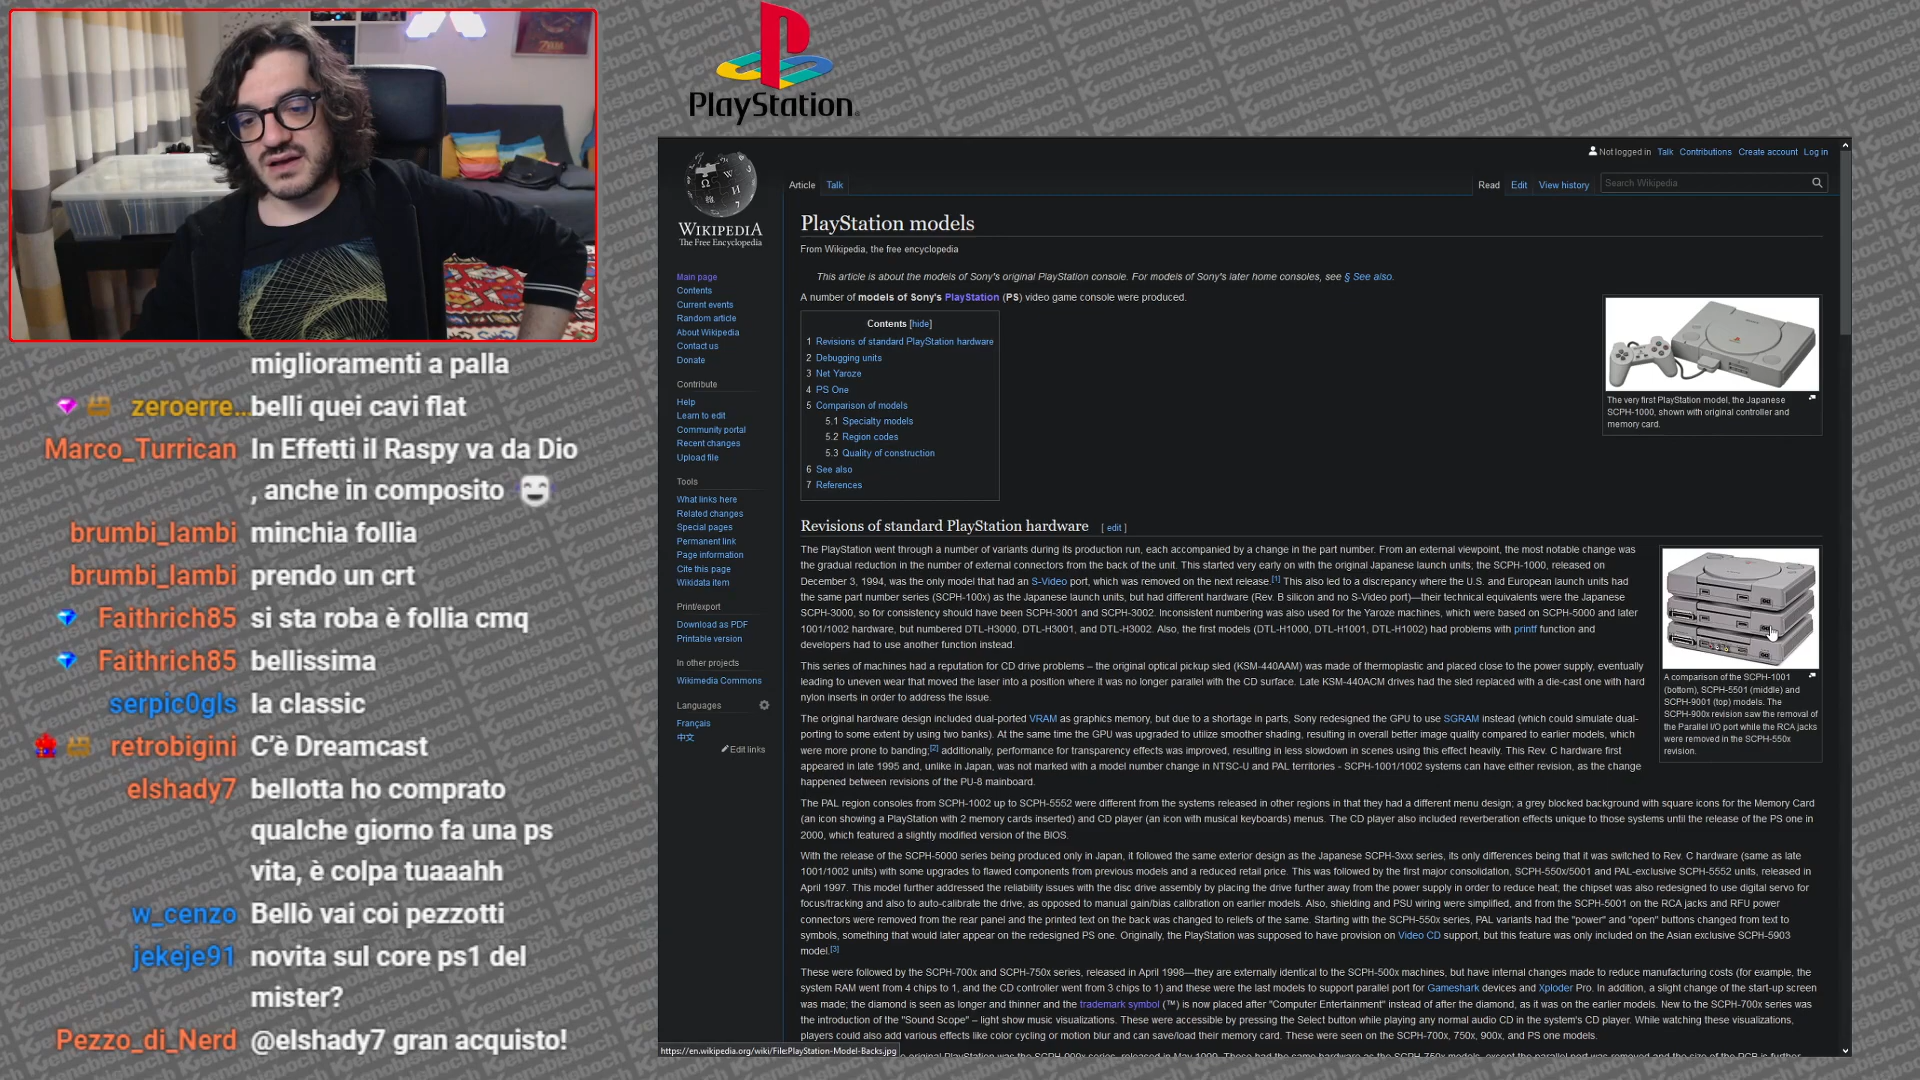 PlayStation
Kenobisboch
miglioramenti a palla
zeroerre... belli quei cavi flat
Marco_Turrican In Effetti il Raspy va da Dio
, anche in composito
brumbi_lambi minchia follia
brumbi_lambi prendo un crt
Faithrich85 si sta roba è follia cmq
Faithrich85 bellissima
serpic0gls la classic
retrobigini C'è Dreamcast
elshady7 bellotta ho comprato
qualche giorno fa una ps
vita, è colpa tuaaahh
w_cenzo Bellò vai coi pezzotti
jekeje91 novita sul core ps1 del
mister?
Pezzo_di_Nerd @elshady7 gran acquisto!
Not logged in Talk Contributions Create account Log in
Article Talk
Read Edit View history Search Wikipedia
WIKIPEDIA
The Free Encyclopedia
Main page
Contents
Current events
Random article
About Wikipedia
Contact us
Donate
Contribute
Help
Learn to edit
Community portal
Recent changes
Upload file
Tools
What links here
Related changes
Special pages
Permanent link
Page information
Cite this page
Wikidata item
Print/export
Download as PDF
Printable version
In other projects
Wikimedia Commons
Languages
Français
中文
Edit links
PlayStation models
From Wikipedia, the free encyclopedia
This article is about the models of Sony's original PlayStation console. For models of Sony's later home consoles, see § See also.
A number of models of Sony's PlayStation (PS) video game console were produced.
Contents [hide]
1 Revisions of standard PlayStation hardware
2 Debugging units
3 Net Yaroze
4 PS One
5 Comparison of models
5.1 Specialty models
5.2 Region codes
5.3 Quality of construction
6 See also
7 References
The very first PlayStation model, the Japanese
SCPH-1000, shown with original controller and
memory card.
Revisions of standard PlayStation hardware [ edit ]
The PlayStation went through a number of variants during its production run, each accompanied by a change in the part number. From an external viewpoint, the most notable change was
the gradual reduction in the number of external connectors from the back of the unit. This started very early on with the original Japanese launch units; the SCPH-1000, released on
December 3, 1994, was the only model that had an S-Video port, which was removed on the next release.[1] This also led to a discrepancy where the U.S. and European launch units had
the same part number series (SCPH-100x) as the Japanese launch units, but had different hardware (Rev. B silicon and no S-Video port)—their technical equivalents were the Japanese
SCPH-3000, so for consistency should have been SCPH-3001 and SCPH-3002. Inconsistent numbering was also used for the Yaroze machines, which were based on SCPH-5000 and later
1001/1002 hardware, but numbered DTL-H3000, DTL-H3001, and DTL-H3002. Also, the first models (DTL-H1000, DTL-H1001, DTL-H1002) had problems with printf function and
developers had to use another function instead.
This series of machines had a reputation for CD drive problems – the original optical pickup sled (KSM-440AAM) was made of thermoplastic and placed close to the power supply, eventually
leading to uneven wear that moved the laser into a position where it was no longer parallel with the CD surface. Late KSM-440ACM drives had the sled replaced with a die-cast one with hard
nylon inserts in order to address the issue.
The original hardware design included dual-ported VRAM as graphics memory, but due to a shortage in parts, Sony redesigned the GPU to use SGRAM instead (which could simulate dual-
porting to some extent by using two banks). At the same time the GPU was upgraded to utilize smoother shading, resulting in overall better image quality compared to earlier models, which
were more prone to banding;[2] additionally, performance for transparency effects was improved, resulting in less slowdown in scenes using this effect heavily. This Rev. C hardware first
appeared in late 1995 and, unlike in Japan, was not marked with a model number change in NTSC-U and PAL territories - SCPH-1001/1002 systems can have either revision, as the change
happened between revisions of the PU-8 mainboard.
A comparison of the SCPH-1001
(bottom), SCPH-5501 (middle) and
SCPH-9001 (top) models. The
SCPH-900x revision saw the removal of
the Parallel I/O port while the RCA jacks
were removed in the SCPH-550x
revision.
The PAL region consoles from SCPH-1002 up to SCPH-5552 were different from the systems released in other regions in that they had a different menu design; a grey blocked background with square icons for the Memory Card
(an icon showing a PlayStation with 2 memory cards inserted) and CD player (an icon with musical keyboards) menus. The CD player also included reverberation effects unique to those systems until the release of the PS one in
2000, which featured a slightly modified version of the BIOS.
With the release of the SCPH-5000 series being produced only in Japan, it followed the same exterior design as the Japanese SCPH-3xxx series, its only differences being that it was switched to Rev. C hardware (same as late
1001/1002 units) with some upgrades to flawed components from previous models and a reduced retail price. This was followed by the first major consolidation, SCPH-550x/5001 and PAL-exclusive SCPH-5552 units, released in
April 1997. This model further addressed the reliability issues with the disc drive assembly by placing the drive further away from the power supply in order to reduce heat; the chipset was also redesigned to use digital servo for
focus/tracking and also to auto-calibrate the drive, as opposed to manual gain/bias calibration on earlier models. Also, shielding and PSU wiring were simplified, and from the SCPH-5001 on the RCA jacks and RFU power
connectors were removed from the rear panel and the printed text on the back was changed to reliefs of the same. Starting with the SCPH-550x series, PAL variants had the "power" and "open" buttons changed from text to
symbols, something that would later appear on the redesigned PS one. Originally, the PlayStation was supposed to have provision on Video CD support, but this feature was only included on the Asian exclusive SCPH-5903
model.[3]
These were followed by the SCPH-700x and SCPH-750x series, released in April 1998—they are externally identical to the SCPH-500x machines, but have internal changes made to reduce manufacturing costs (for example, the
system RAM went from 4 chips to 1, and the CD controller went from 3 chips to 1) and these were the last models to support parallel port for Gameshark devices and Xploder Pro. In addition, a slight change of the start-up screen
was made; the diamond is seen as longer and thinner and the trademark symbol (™) is now placed after "Computer Entertainment" instead of after the diamond, as it was on the earlier models. New to the SCPH-700x series was
the introduction of the "Sound Scope" – light show music visualizations. These were accessible by pressing the Select button while playing any normal audio CD in the system's CD player. While watching these visualizations,
players could also add various effects like color cycling or motion blur and can save/load their memory card. These were seen on the SCPH-700x, 750x, 900x, and PS one models.
https://en.wikipedia.org/wiki/File:PlayStation-Model-Backs.jpg